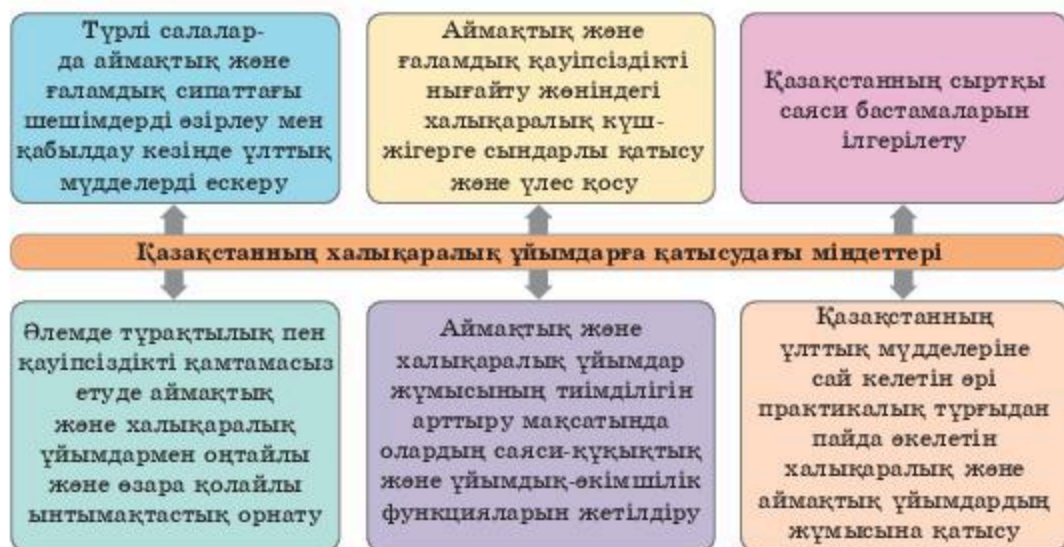 Түрлі салалар-
да аймақтық және
ғаламдық сипаттағы
шешімдерді әзірлеу мен
қабылдау кезінде ұлттық
мүдделерді ескеру
Аймақтық және
ғаламдық қауіпсіздікті
нығайту жөніндегі
халықаралық күш-
жігерге сындарлы қатысу
және үлес қосу
Қазақстанның сыртқы
саяси бастамаларын
ілгерілету
Қазақстанның халықаралық ұйымдарға қатысудағы міндеттері
Әлемде тұрақтылық пен
қауіпсіздікті қамтамасыз
етуде аймақтық
және халықаралық
ұйымдармен оңтайлы
және өзара қолайлы
ынтымақтастық орнату
Аймақтық және
халықаралық ұйымдар
жұмысының тиімділігін
арттыру мақсатында
олардың саяси-құқықтық
және ұйымдық-әкімшілік
функцияларын жетілдіру
Қазақстанның
ұлттық мүдделеріне
сай келетін әрі
практикалық тұрғыдан
пайда әкелетін
халықаралық және
аймақтық ұйымдардың
жұмысына қатысу